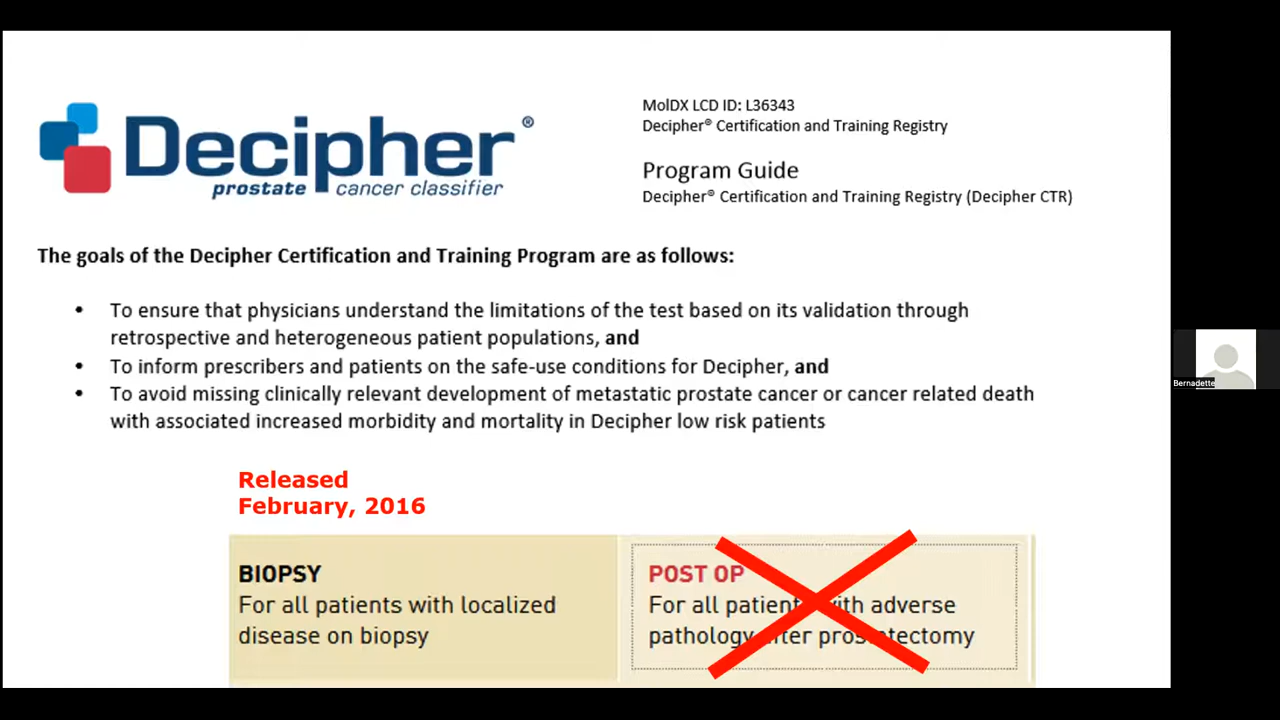 Decipher®
prostate cancer classifier
MolDX LCD ID: L36343
Decipher® Certification and Training Registry
Program Guide
Decipher® Certification and Training Registry (Decipher CTR)
The goals of the Decipher Certification and Training Program are as follows:
• To ensure that physicians understand the limitations of the test based on its validation through
retrospective and heterogeneous patient populations, and
• To inform prescribers and patients on the safe-use conditions for Decipher, and
• To avoid missing clinically relevant development of metastatic prostate cancer or cancer related death
with associated increased morbidity and mortality in Decipher low risk patients
Released
February, 2016
BIOPSY
For all patients with localized
disease on biopsy
POST OP
For all patients with adverse
pathology after prostatectomy
Bernadette